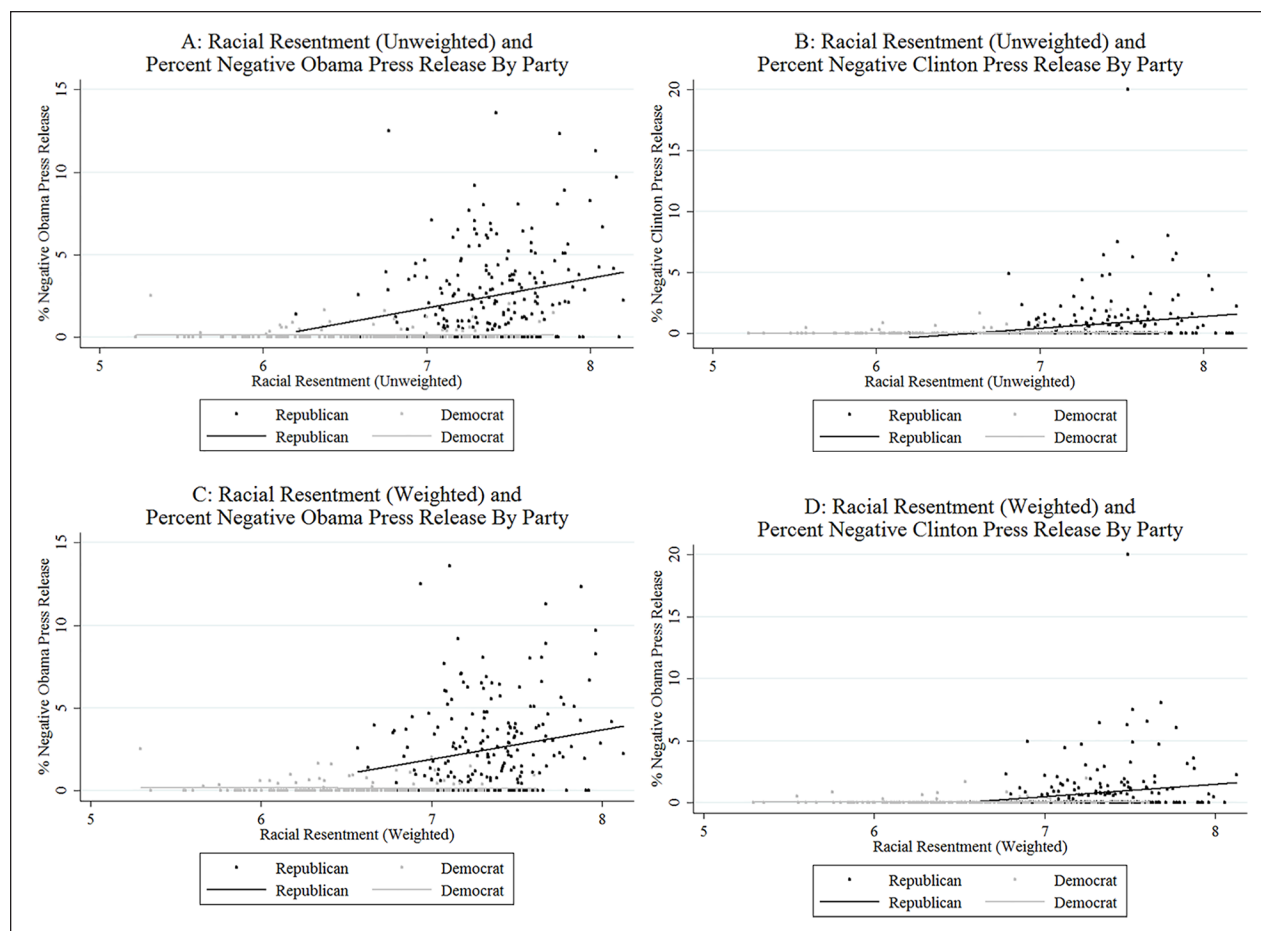 A: Racial Resentment (Unweighted) and
Percent Negative Obama Press Release By Party
% Negative Obama Press Release
15
10
5
0
5 6 7 8
Racial Resentment (Unweighted)
Republican Democrat
Republican Democrat
B: Racial Resentment (Unweighted) and
Percent Negative Clinton Press Release By Party
% Negative Clinton Press Release
20
15
10
5
0
5 6 7 8
Racial Resentment (Unweighted)
Republican Democrat
Republican Democrat
C: Racial Resentment (Weighted) and
Percent Negative Obama Press Release By Party
% Negative Obama Press Release
15
10
5
0
5 6 7 8
Racial Resentment (Weighted)
Republican Democrat
Republican Democrat
D: Racial Resentment (Weighted) and
Percent Negative Clinton Press Release By Party
% Negative Obama Press Release
20
15
10
5
0
5 6 7 8
Racial Resentment (Weighted)
Republican Democrat
Republican Democrat